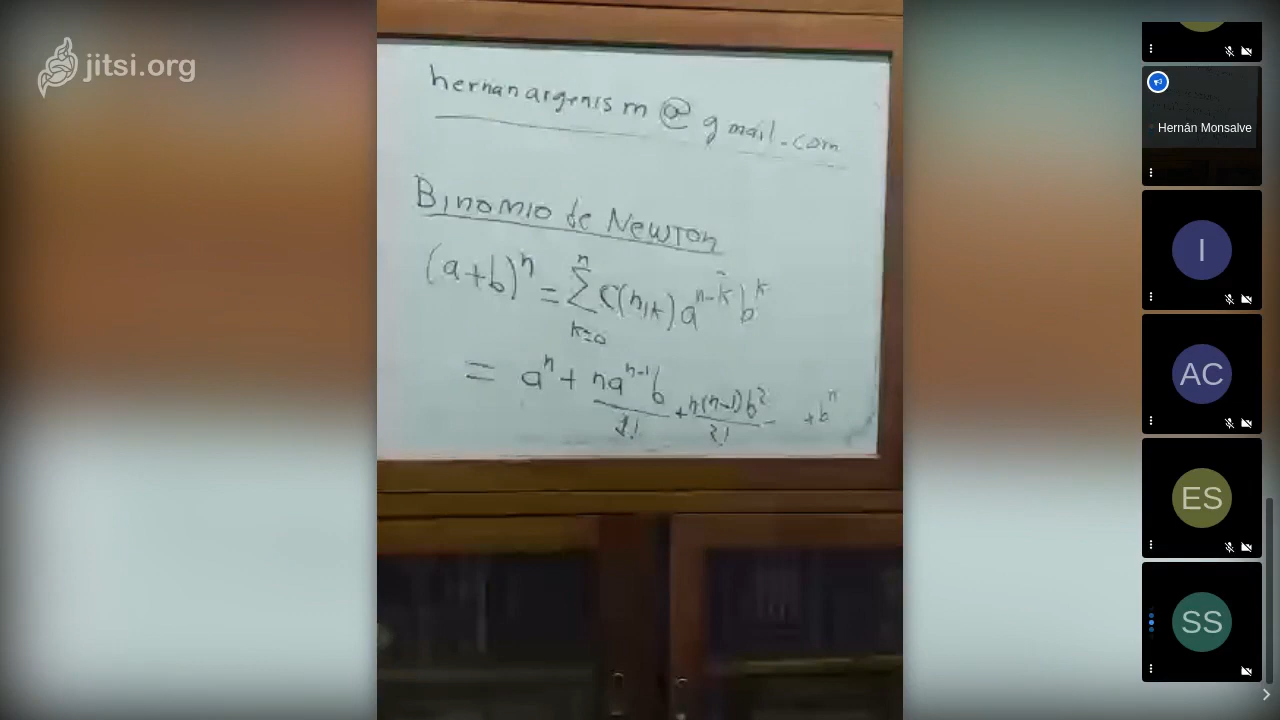 jitsi.org
hernanargenism@gmail.com
Binomio de Newton
(a+b)^n = ∑_{k=0}^{n} C(n,k) a^{n-k} b^k
= a^n + na^{n-1}b/1! + n(n-1)b^2/2! - +b^n
Hernán Monsalve
I
AC
ES
SS